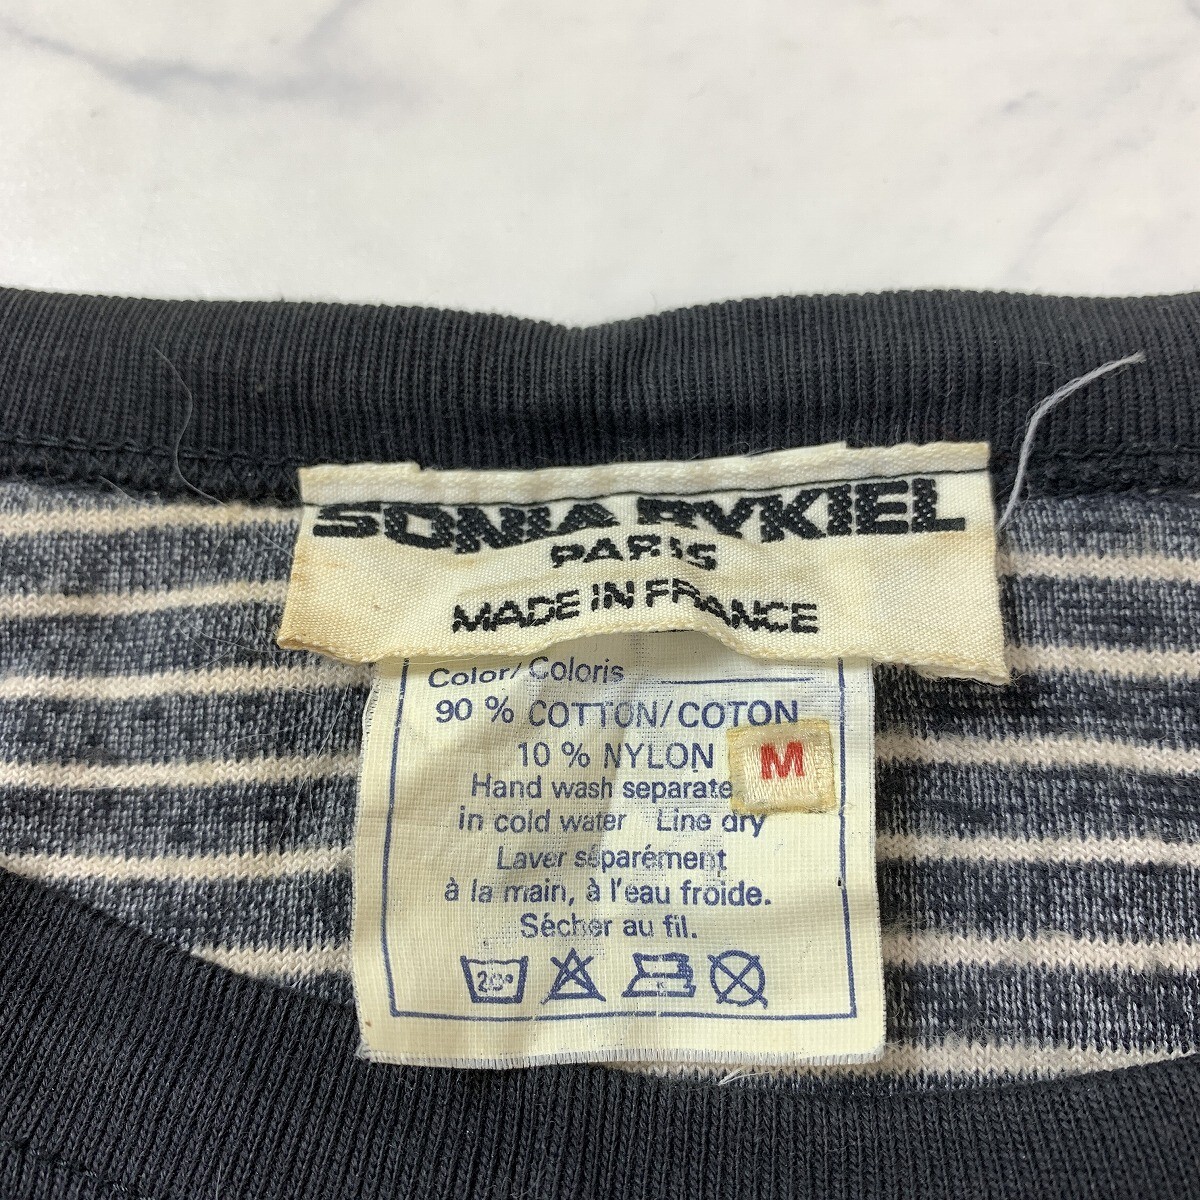 SONIA RYKIEL
PARIS
MADE IN FRANCE
Color/Coloris
90 % COTTON/COTON
10 % NYLON
M
Hand wash separate
in cold water Line dry
Laver séparément
à la main, à l'eau froide.
Sécher au fil.